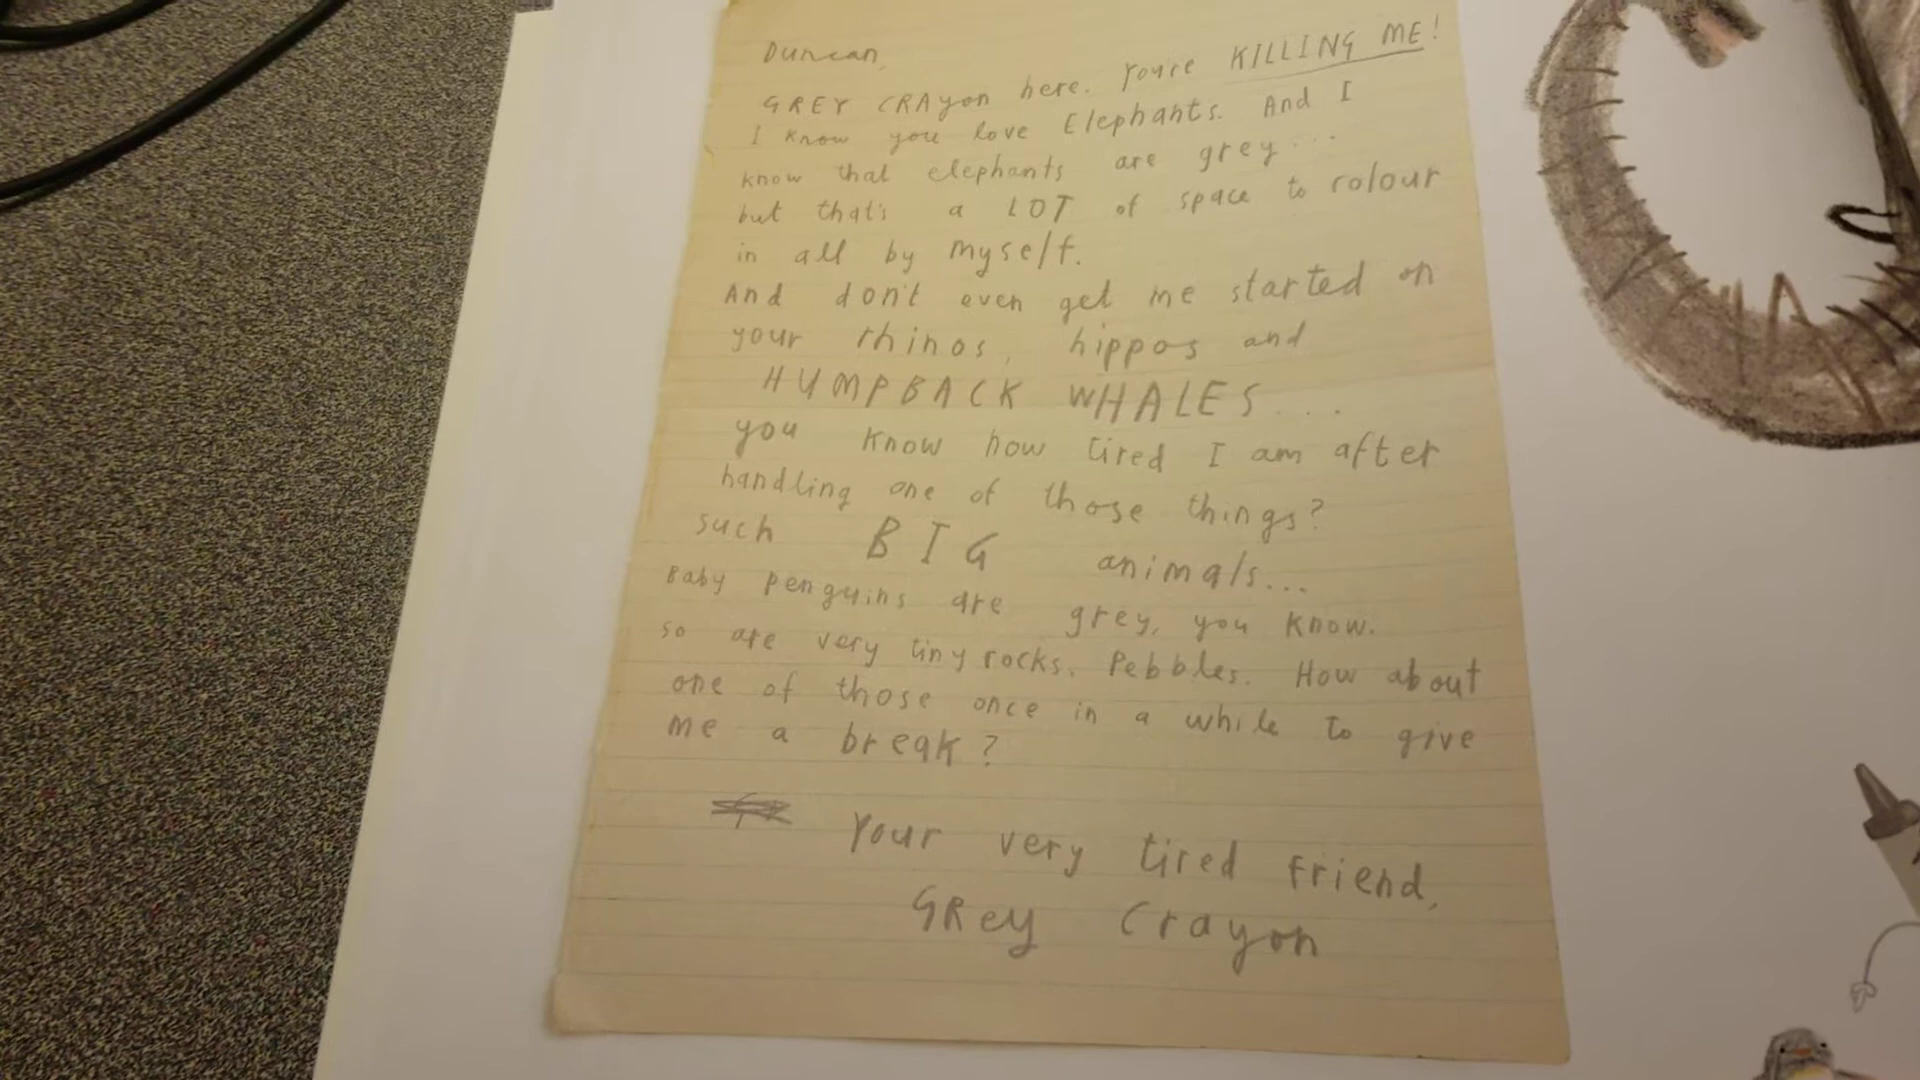 Duncan,
GREY CRAYon here. You're KILLING ME!
I know you love Elephants. And I
know that elephants are grey...
but that's a LOT of space to colour
in all by myself.
And don't even get me started on
your rhinos, hippos and
HUMPBACK WHALES....
you know how tired I am after
handling one of those things?
such BIG animals...
Baby penguins are grey, you know.
so are very tiny rocks. Pebbles. How about
one of those once in a while to give
me a break?
Your very tired friend,
GRey Crayon